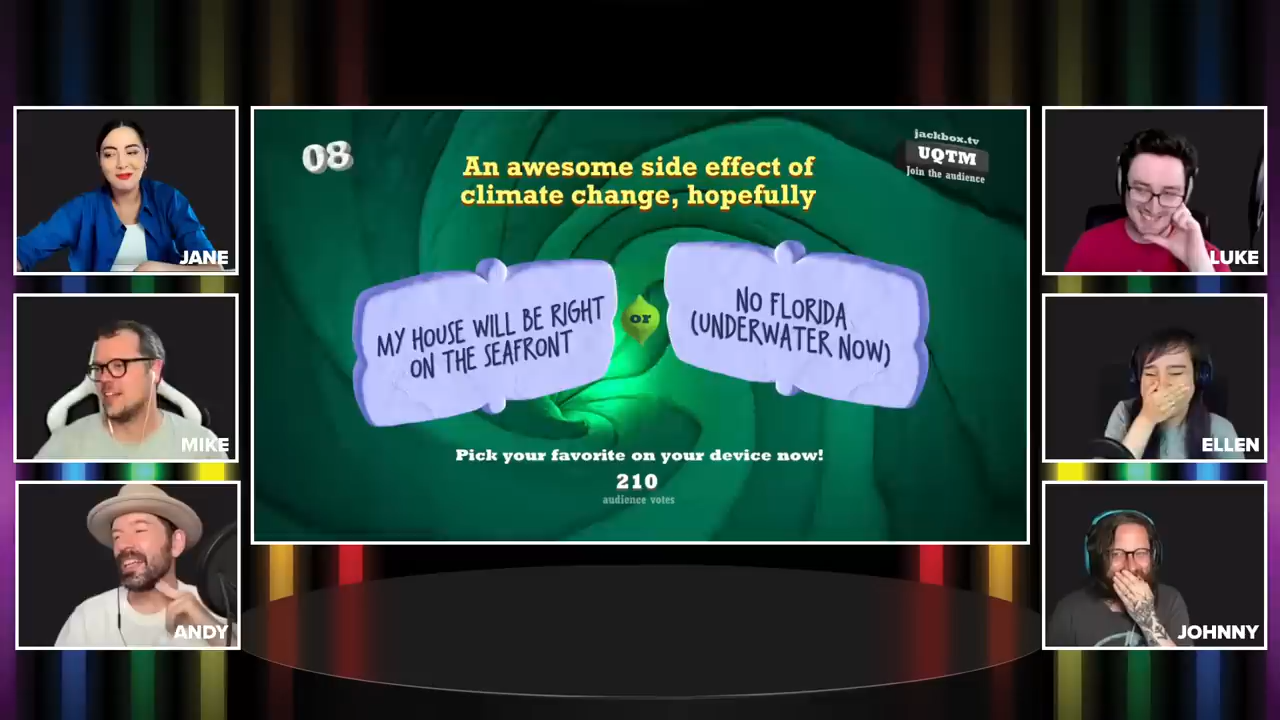 08
An awesome side effect of
climate change, hopefully
jackbox.tv
UQTM
Join the audience
MY HOUSE WILL BE RIGHT
ON THE SEAFRONT
or
NO FLORIDA
(UNDERWATER NOW)
Pick your favorite on your device now!
210
audience votes
JANE
MIKE
ANDY
LUKE
ELLEN
JOHNNY